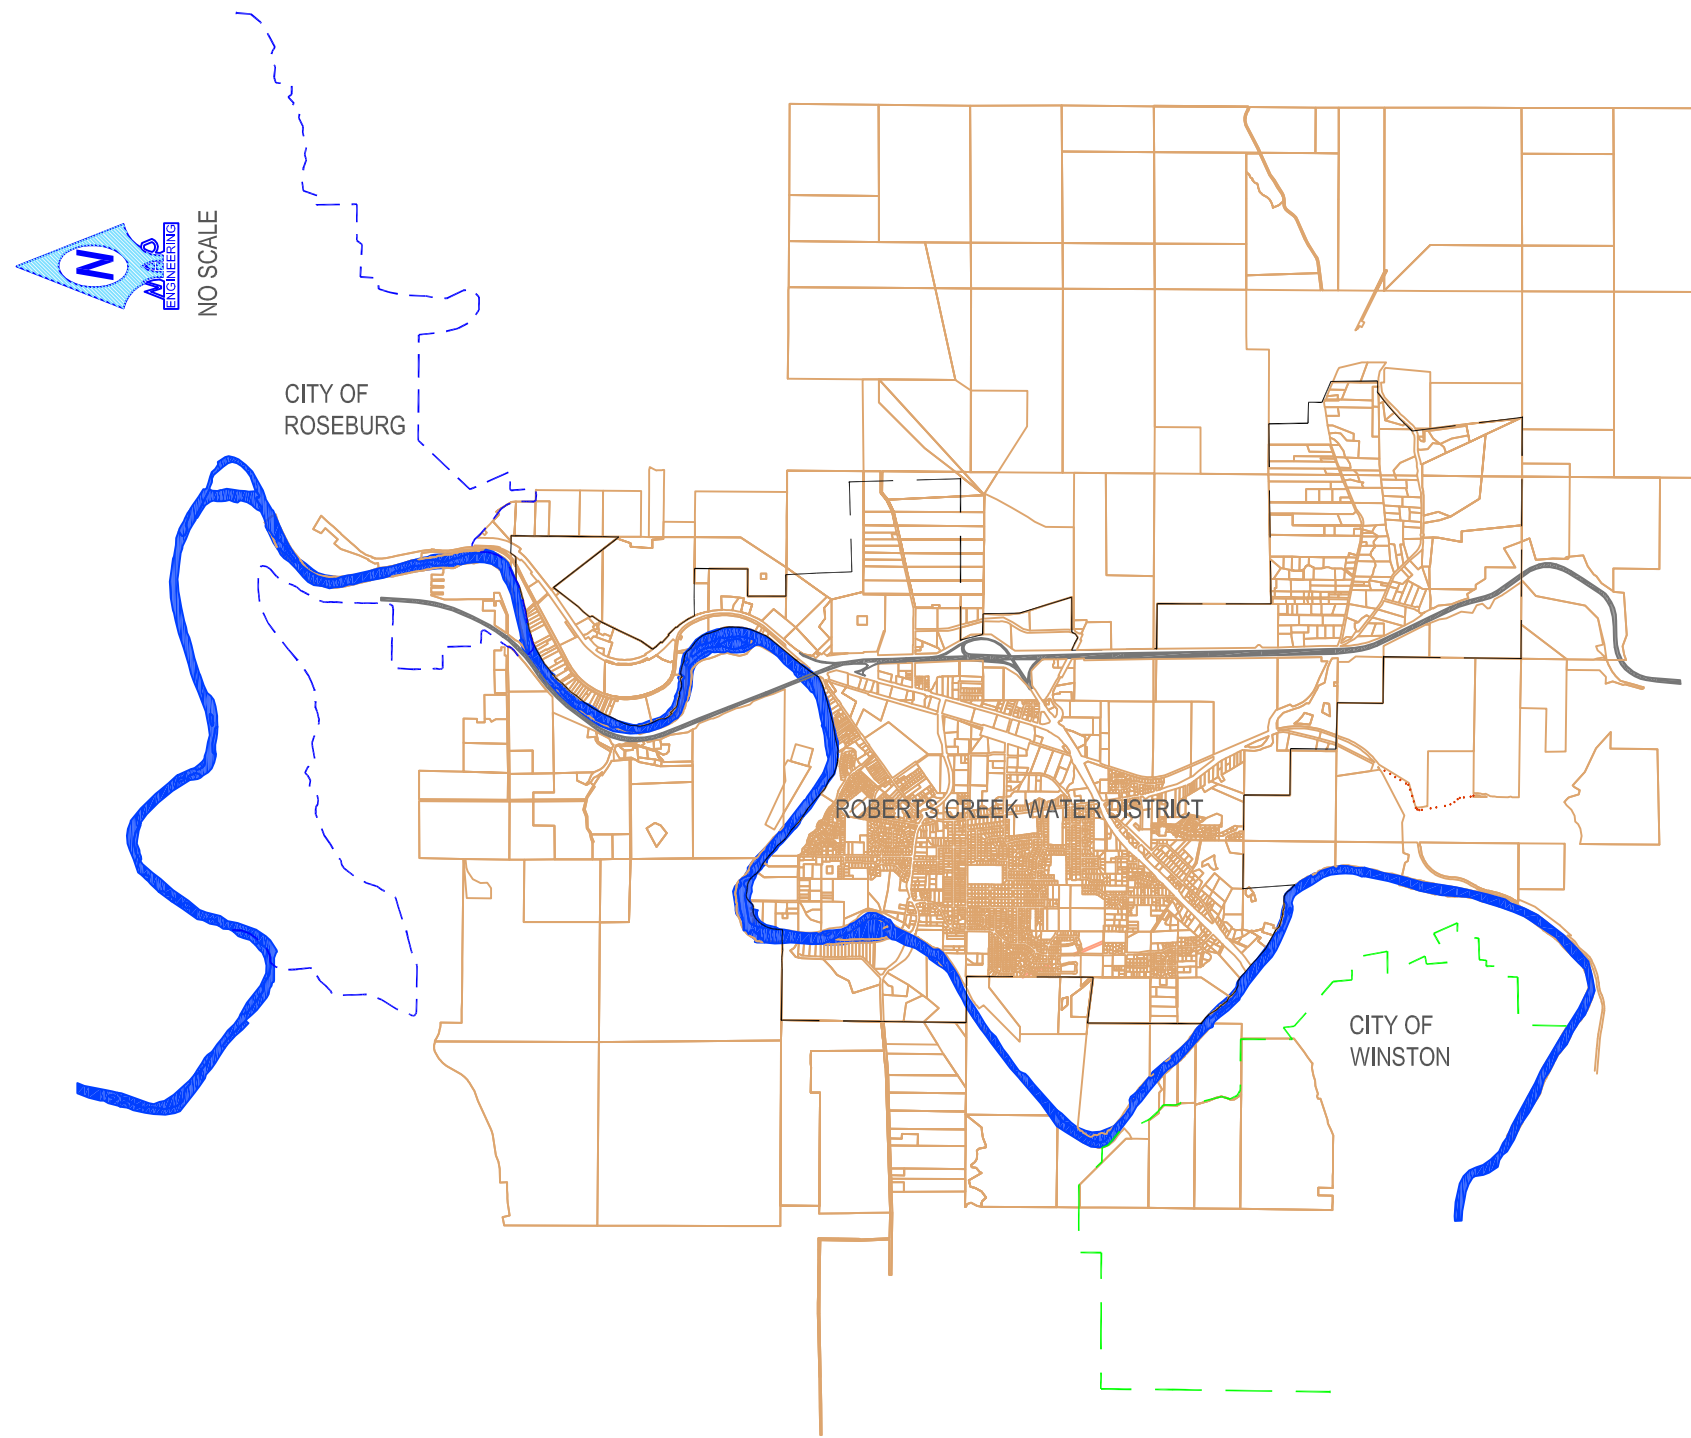 N
ENGINEERING
NO SCALE
CITY OF
ROSEBURG
ROBERTS CREEK WATER DISTRICT
CITY OF
WINSTON